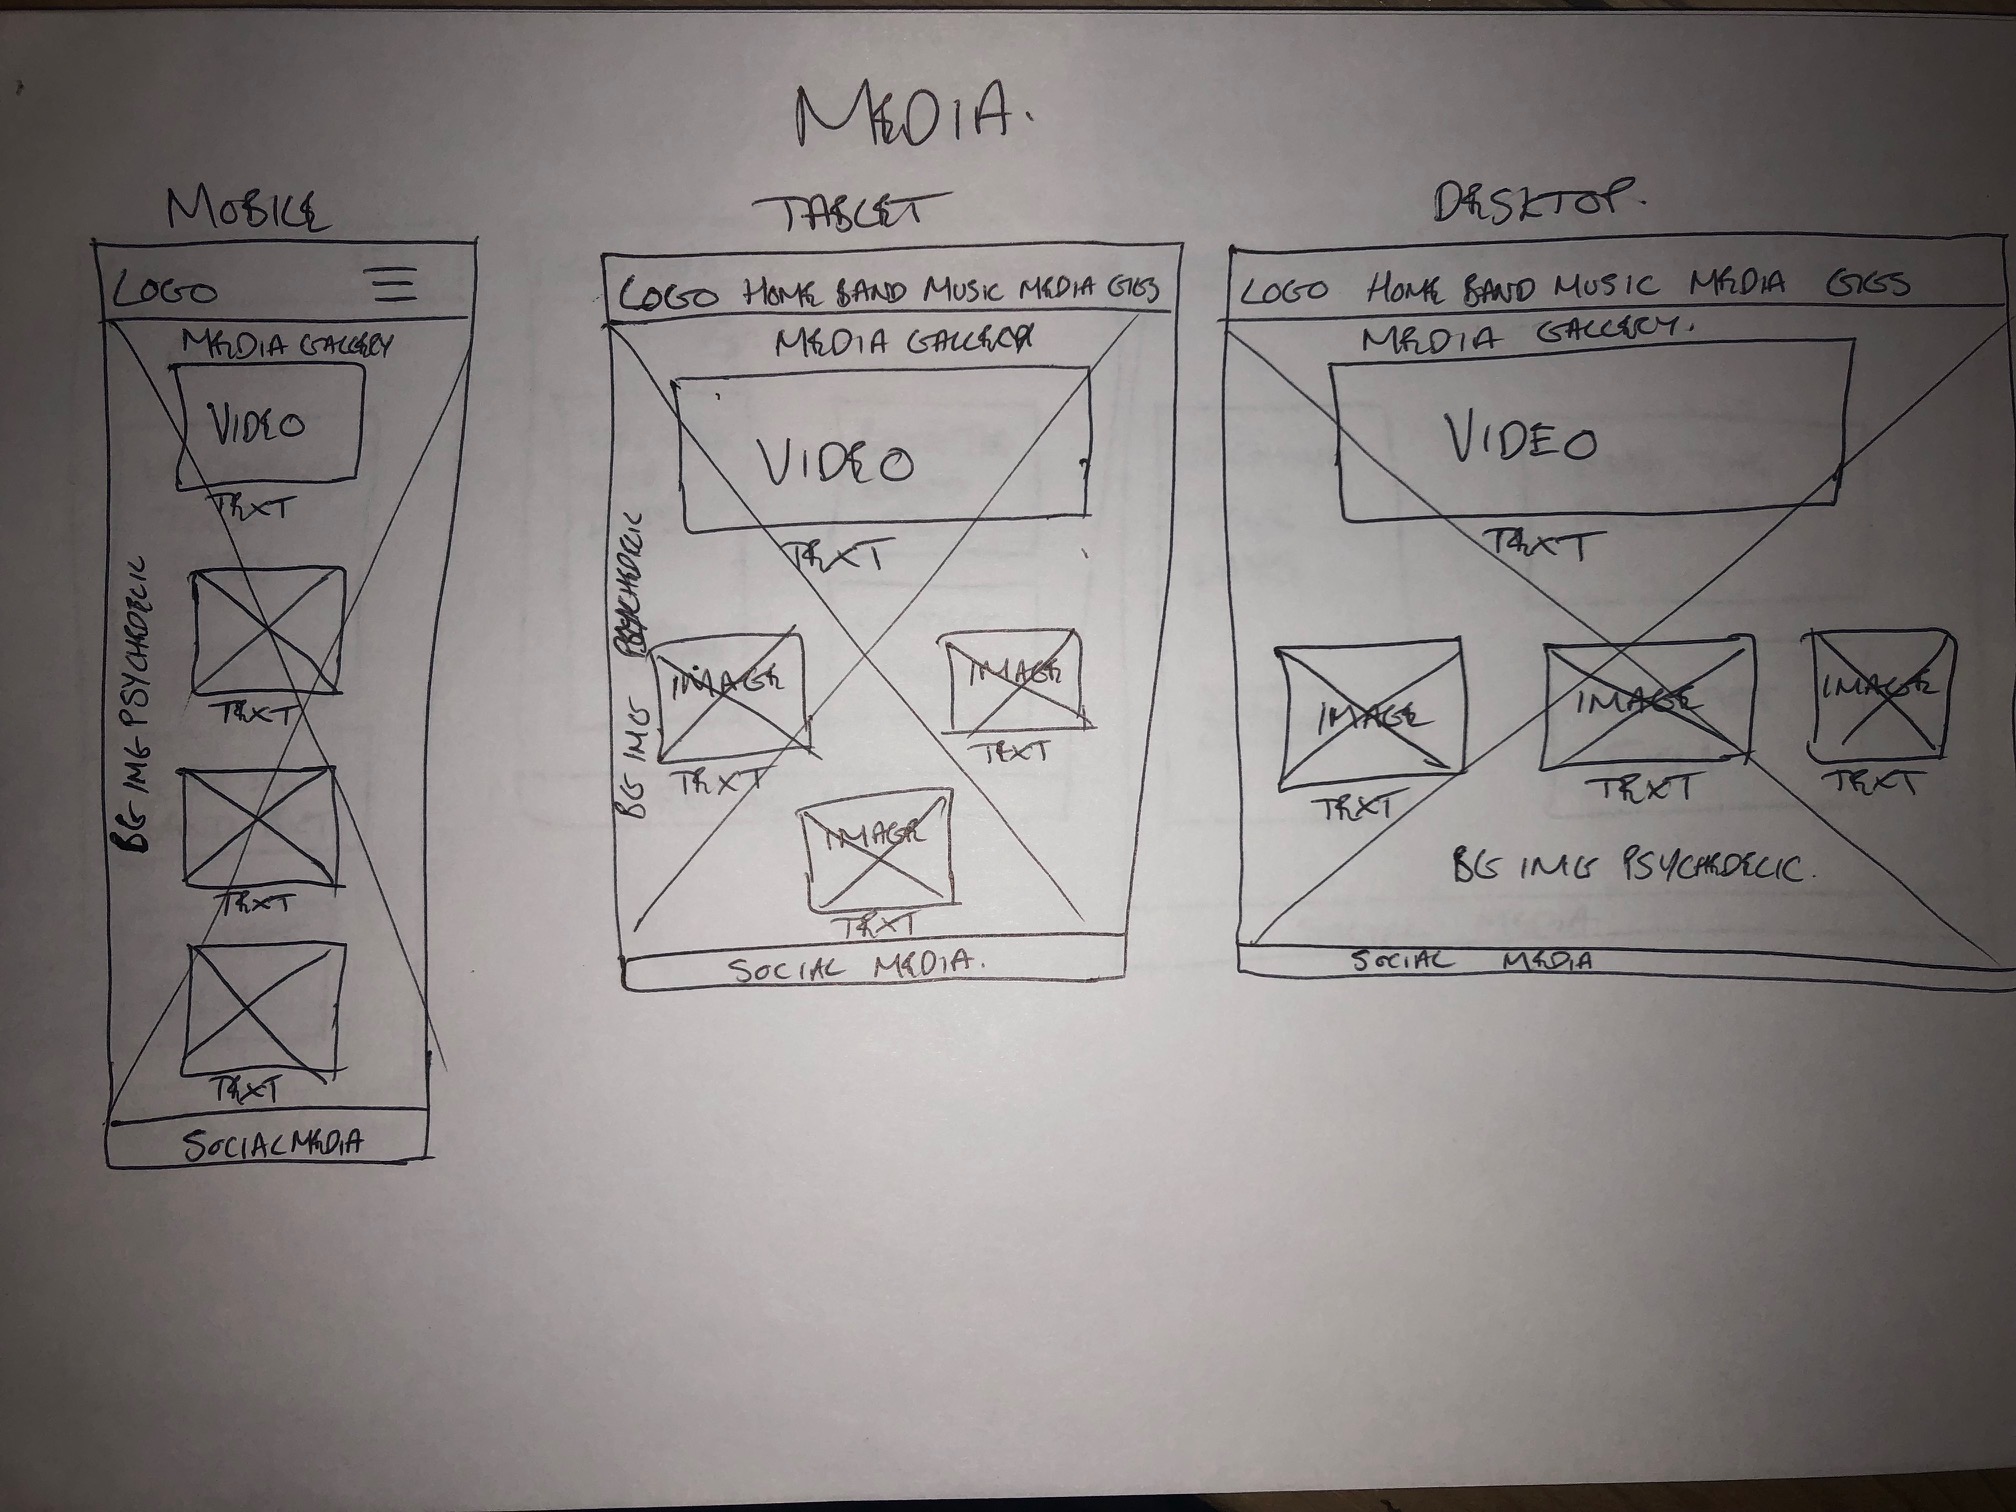 MEDIA.
MOBILE
LOGO
MEDIA GALLERY
VIDEO
TEXT
BG IMG PSYCHEDELIC
TEXT
TEXT
TEXT
SOCIAL MEDIA
TABLET
LOGO HOME BAND MUSIC MEDIA GIGS
MEDIA GALLERY
VIDEO
TEXT
BG IMG PSYCHEDELIC
IMAGE
IMAGE
TEXT
TEXT
IMAGE
TEXT
SOCIAL MEDIA.
DESKTOP.
LOGO HOME BAND MUSIC MEDIA GIGS
MEDIA GALLERY.
VIDEO
TEXT
IMAGE IMAGE IMAGE
TEXT TEXT TEXT
BG IMG PSYCHEDELIC.
SOCIAL MEDIA